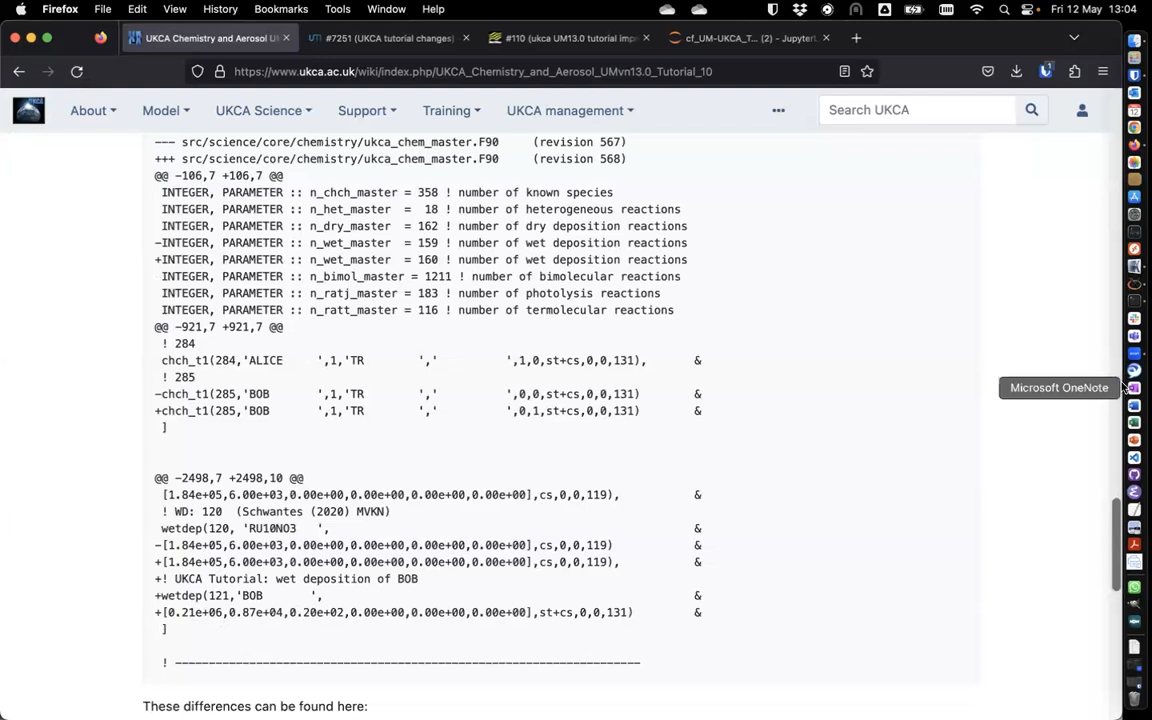 Firefox File Edit View History Bookmarks Tools Window Help Fri 12 May 13:04
UKCA Chemistry and Aerosol U #7251 (UKCA tutorial changes) #110 (ukca UM13.0 tutorial imp cf_UM-UKCA_T... (2) - Jupyter
https://www.ukca.ac.uk/wiki/index.php/UKCA_Chemistry_and_Aerosol_UMvn13.0_Tutorial_10
About Model UKCA Science Support Training UKCA management Search UKCA
--- src/science/core/chemistry/ukca_chem_master.F90 (revision 567)
+++ src/science/core/chemistry/ukca_chem_master.F90 (revision 568)
@@ -106,7 +106,7 @@
INTEGER, PARAMETER :: n_chch_master = 358 ! number of known species
INTEGER, PARAMETER :: n_het_master = 18 ! number of heterogeneous reactions
INTEGER, PARAMETER :: n_dry_master = 162 ! number of dry deposition reactions
-INTEGER, PARAMETER :: n_wet_master = 159 ! number of wet deposition reactions
+INTEGER, PARAMETER :: n_wet_master = 160 ! number of wet deposition reactions
INTEGER, PARAMETER :: n_bimol_master = 1211 ! number of bimolecular reactions
INTEGER, PARAMETER :: n_ratj_master = 183 ! number of photolysis reactions
INTEGER, PARAMETER :: n_ratt_master = 116 ! number of termolecular reactions
@@ -921,7 +921,7 @@
! 284
chch_t1(284,'ALICE ',1,'TR ',' ',1,0,st+cs,0,0,131), &
! 285
-chch_t1(285,'BOB ',1,'TR ',' ',0,0,st+cs,0,0,131) &
+chch_t1(285,'BOB ',1,'TR ',' ',0,1,st+cs,0,0,131) &
]
Microsoft OneNote
@@ -2498,7 +2498,10 @@
[1.84e+05,6.00e+03,0.00e+00,0.00e+00,0.00e+00,0.00e+00],cs,0,0,119), &
! WD: 120 (Schwantes (2020) MVKN)
wetdep(120, 'RU10NO3 ', &
-[1.84e+05,6.00e+03,0.00e+00,0.00e+00,0.00e+00,0.00e+00],cs,0,0,119) &
+[1.84e+05,6.00e+03,0.00e+00,0.00e+00,0.00e+00,0.00e+00],cs,0,0,119), &
+! UKCA Tutorial: wet deposition of BOB
+wetdep(121,'BOB ', &
+[0.21e+06,0.87e+04,0.20e+02,0.00e+00,0.00e+00,0.00e+00],st+cs,0,0,131) &
]
! -----------------------------------------------------------------
These differences can be found here: